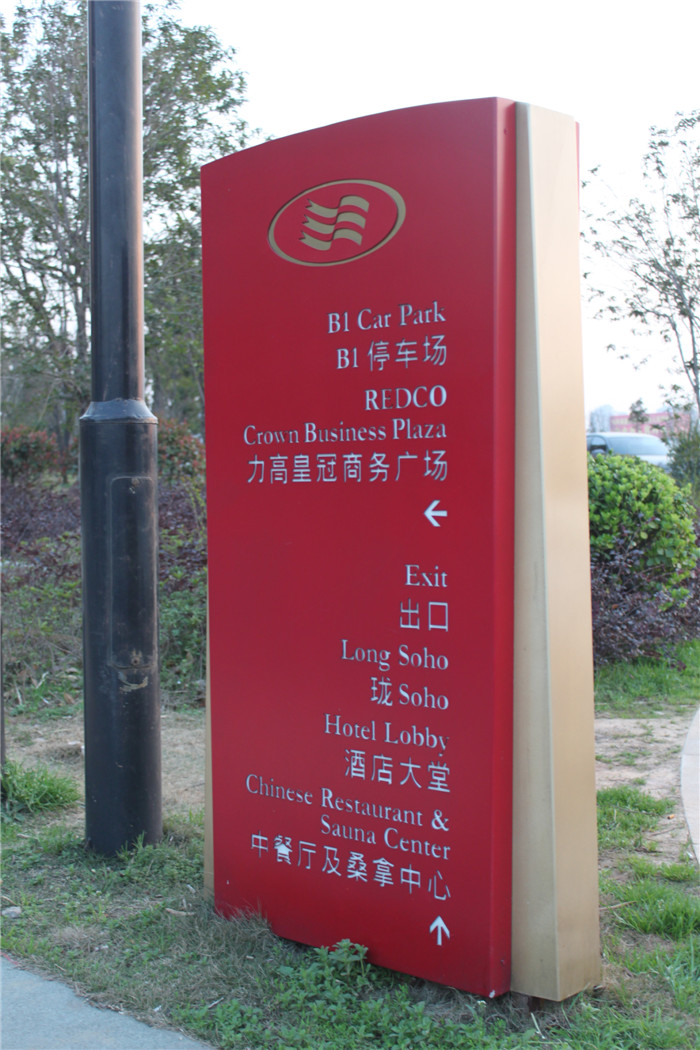 B1 Car Park
B1 停车场
REDCO
Crown Business Plaza
力高皇冠商务广场
Exit
出口
Long Soho
珑 Soho
Hotel Lobby
酒店大堂
Chinese Restaurant &
Sauna Center
中餐厅及桑拿中心